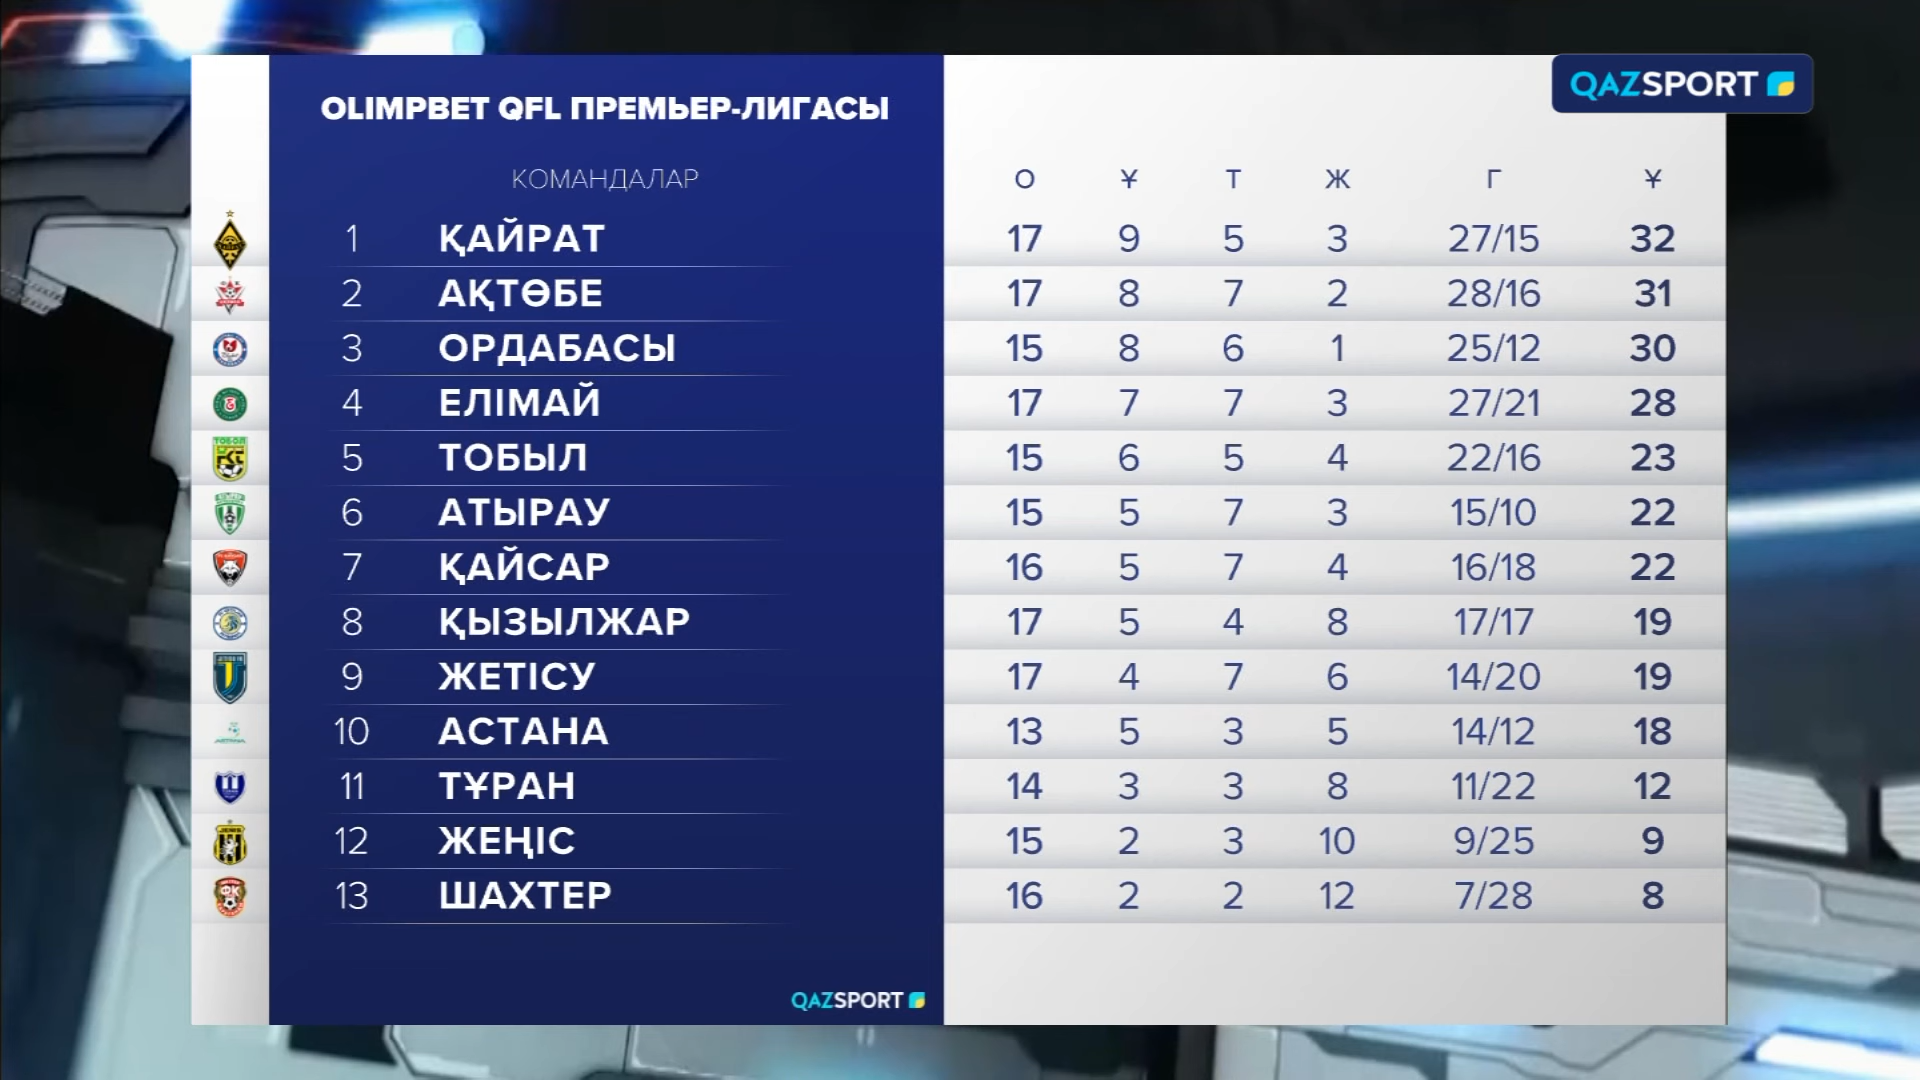 QAZSPORT
OLIMPBET QFL ПРЕМЬЕР-ЛИГАСЫ
КОМАНДАЛАР О Ұ Т Ж Г Ұ
1 ҚАЙРАТ 17 9 5 3 27/15 32
2 АҚТӨБЕ 17 8 7 2 28/16 31
3 ОРДАБАСЫ 15 8 6 1 25/12 30
4 ЕЛІМАЙ 17 7 7 3 27/21 28
5 ТОБЫЛ 15 6 5 4 22/16 23
6 АТЫРАУ 15 5 7 3 15/10 22
7 ҚАЙСАР 16 5 7 4 16/18 22
8 ҚЫЗЫЛЖАР 17 5 4 8 17/17 19
9 ЖЕТІСУ 17 4 7 6 14/20 19
10 АСТАНА 13 5 3 5 14/12 18
11 ТҰРАН 14 3 3 8 11/22 12
12 ЖЕҢІС 15 2 3 10 9/25 9
13 ШАХТЕР 16 2 2 12 7/28 8
QAZSPORT